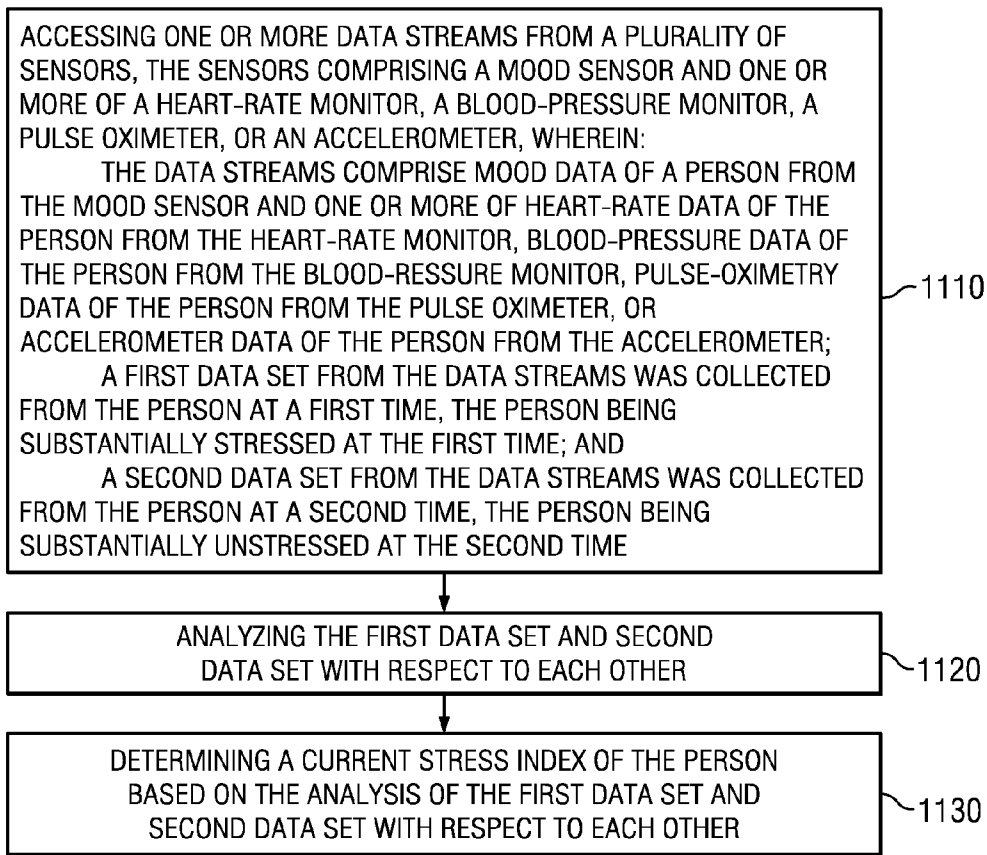 ACCESSING ONE OR MORE DATA STREAMS FROM A PLURALITY OF
SENSORS, THE SENSORS COMPRISING A MOOD SENSOR AND ONE OR
MORE OF A HEART-RATE MONITOR, A BLOOD-PRESSURE MONITOR, A
PULSE OXIMETER, OR AN ACCELEROMETER, WHEREIN:
THE DATA STREAMS COMPRISE MOOD DATA OF A PERSON FROM
THE MOOD SENSOR AND ONE OR MORE OF HEART-RATE DATA OF THE
PERSON FROM THE HEART-RATE MONITOR, BLOOD-PRESSURE DATA OF
THE PERSON FROM THE BLOOD-RESSURE MONITOR, PULSE-OXIMETRY
DATA OF THE PERSON FROM THE PULSE OXIMETER, OR
ACCELEROMETER DATA OF THE PERSON FROM THE ACCELEROMETER;
A FIRST DATA SET FROM THE DATA STREAMS WAS COLLECTED
FROM THE PERSON AT A FIRST TIME, THE PERSON BEING
SUBSTANTIALLY STRESSED AT THE FIRST TIME; AND
A SECOND DATA SET FROM THE DATA STREAMS WAS COLLECTED
FROM THE PERSON AT A SECOND TIME, THE PERSON BEING
SUBSTANTIALLY UNSTRESSED AT THE SECOND TIME
1110
ANALYZING THE FIRST DATA SET AND SECOND
DATA SET WITH RESPECT TO EACH OTHER
1120
DETERMINING A CURRENT STRESS INDEX OF THE PERSON
BASED ON THE ANALYSIS OF THE FIRST DATA SET AND
SECOND DATA SET WITH RESPECT TO EACH OTHER
1130